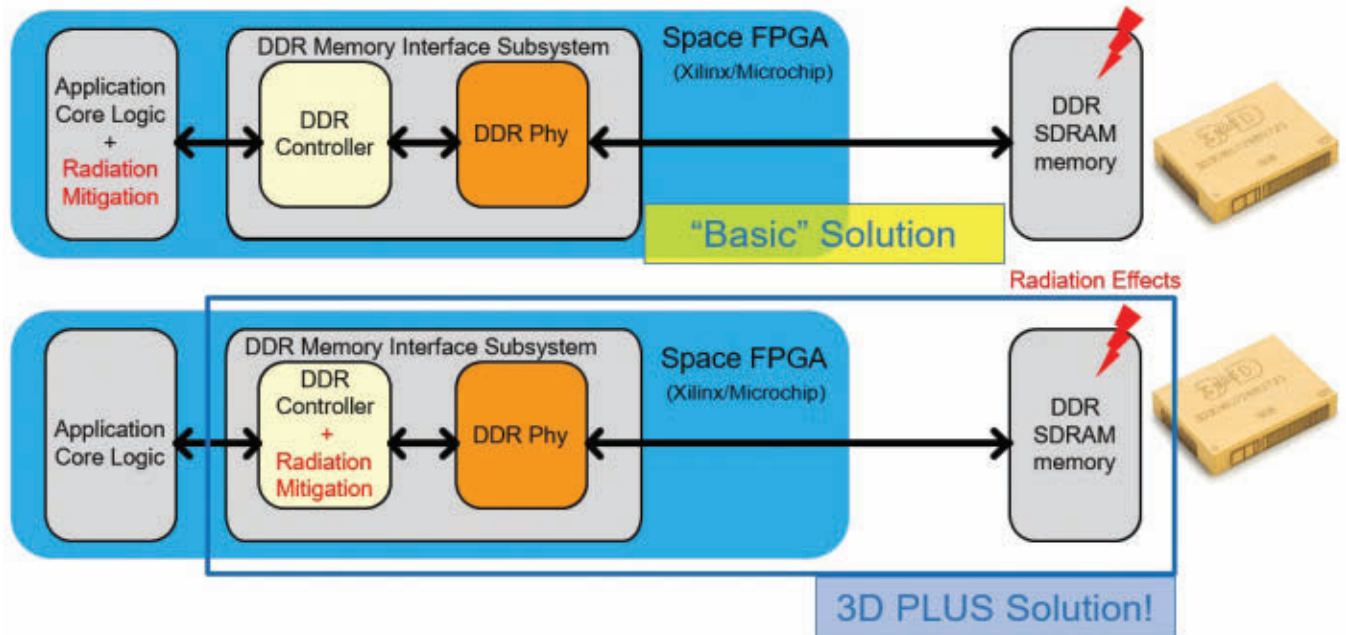 DDR Memory Interface Subsystem
Space FPGA
(Xilinx/Microchip)
Application
Core Logic
+
Radiation
Mitigation
DDR
Controller
DDR Phy
DDR
SDRAM
memory
"Basic" Solution
Radiation Effects
DDR Memory Interface Subsystem
Space FPGA
(Xilinx/Microchip)
Application
Core Logic
DDR
Controller
+
Radiation
Mitigation
DDR Phy
DDR
SDRAM
memory
3D PLUS Solution!